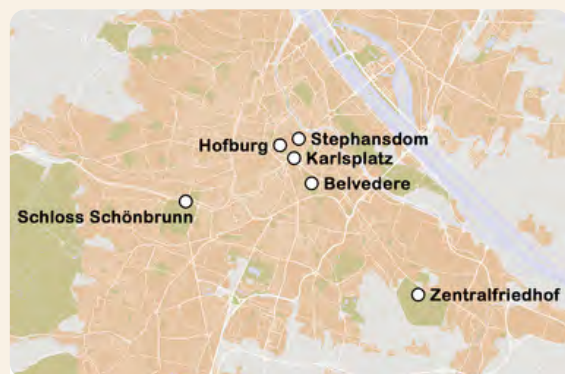 Stephansdom
Hofburg
Karlsplatz
Belvedere
Schloss Schönbrunn
Zentralfriedhof